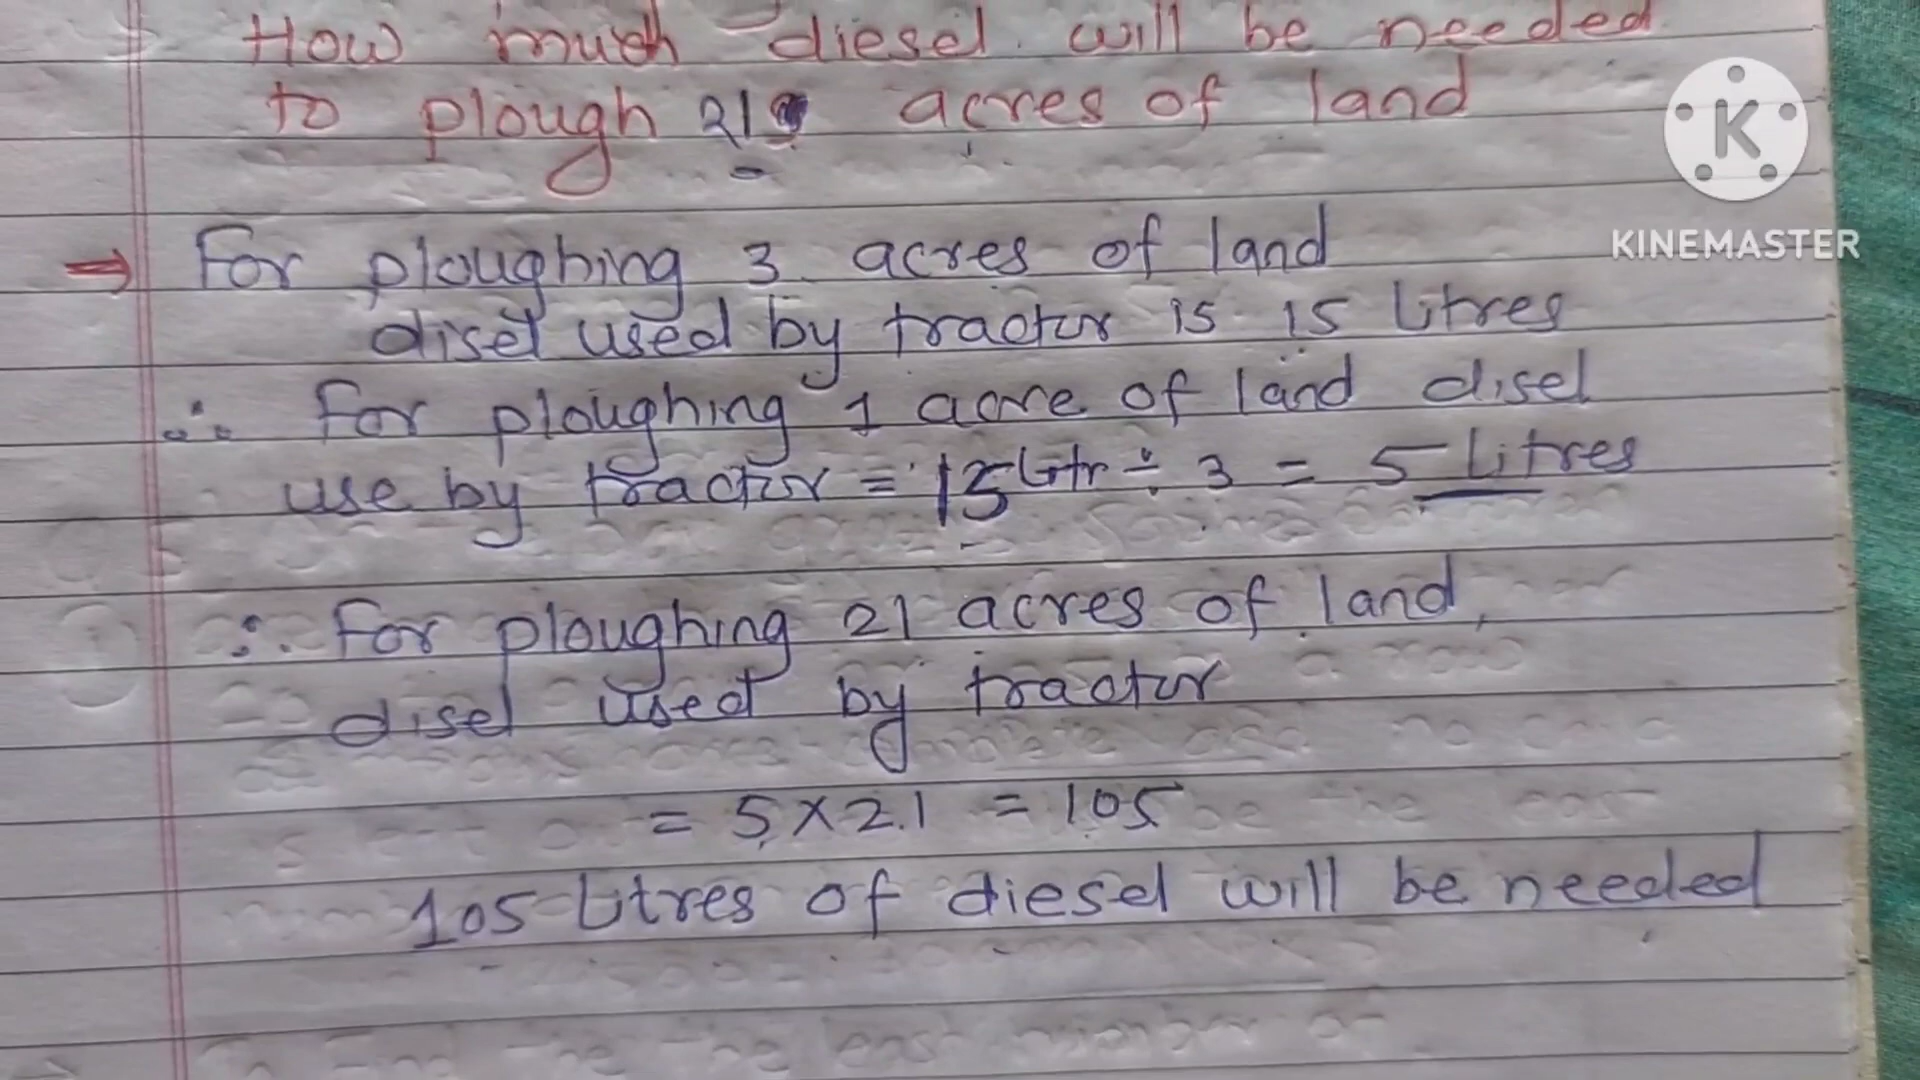 How much diesel will be needed
to plough 21 acres of land
K
KINEMASTER
⇒ For ploughing 3 acres of land
disel used by tractor is 15 litres
∴ For ploughing 1 acre of land disel
use by tractor = 15 Ltr ÷ 3 = 5 litres
∴ For ploughing 21 acres of land,
disel used by tractor
= 5 × 21 = 105
105 litres of diesel will be needed